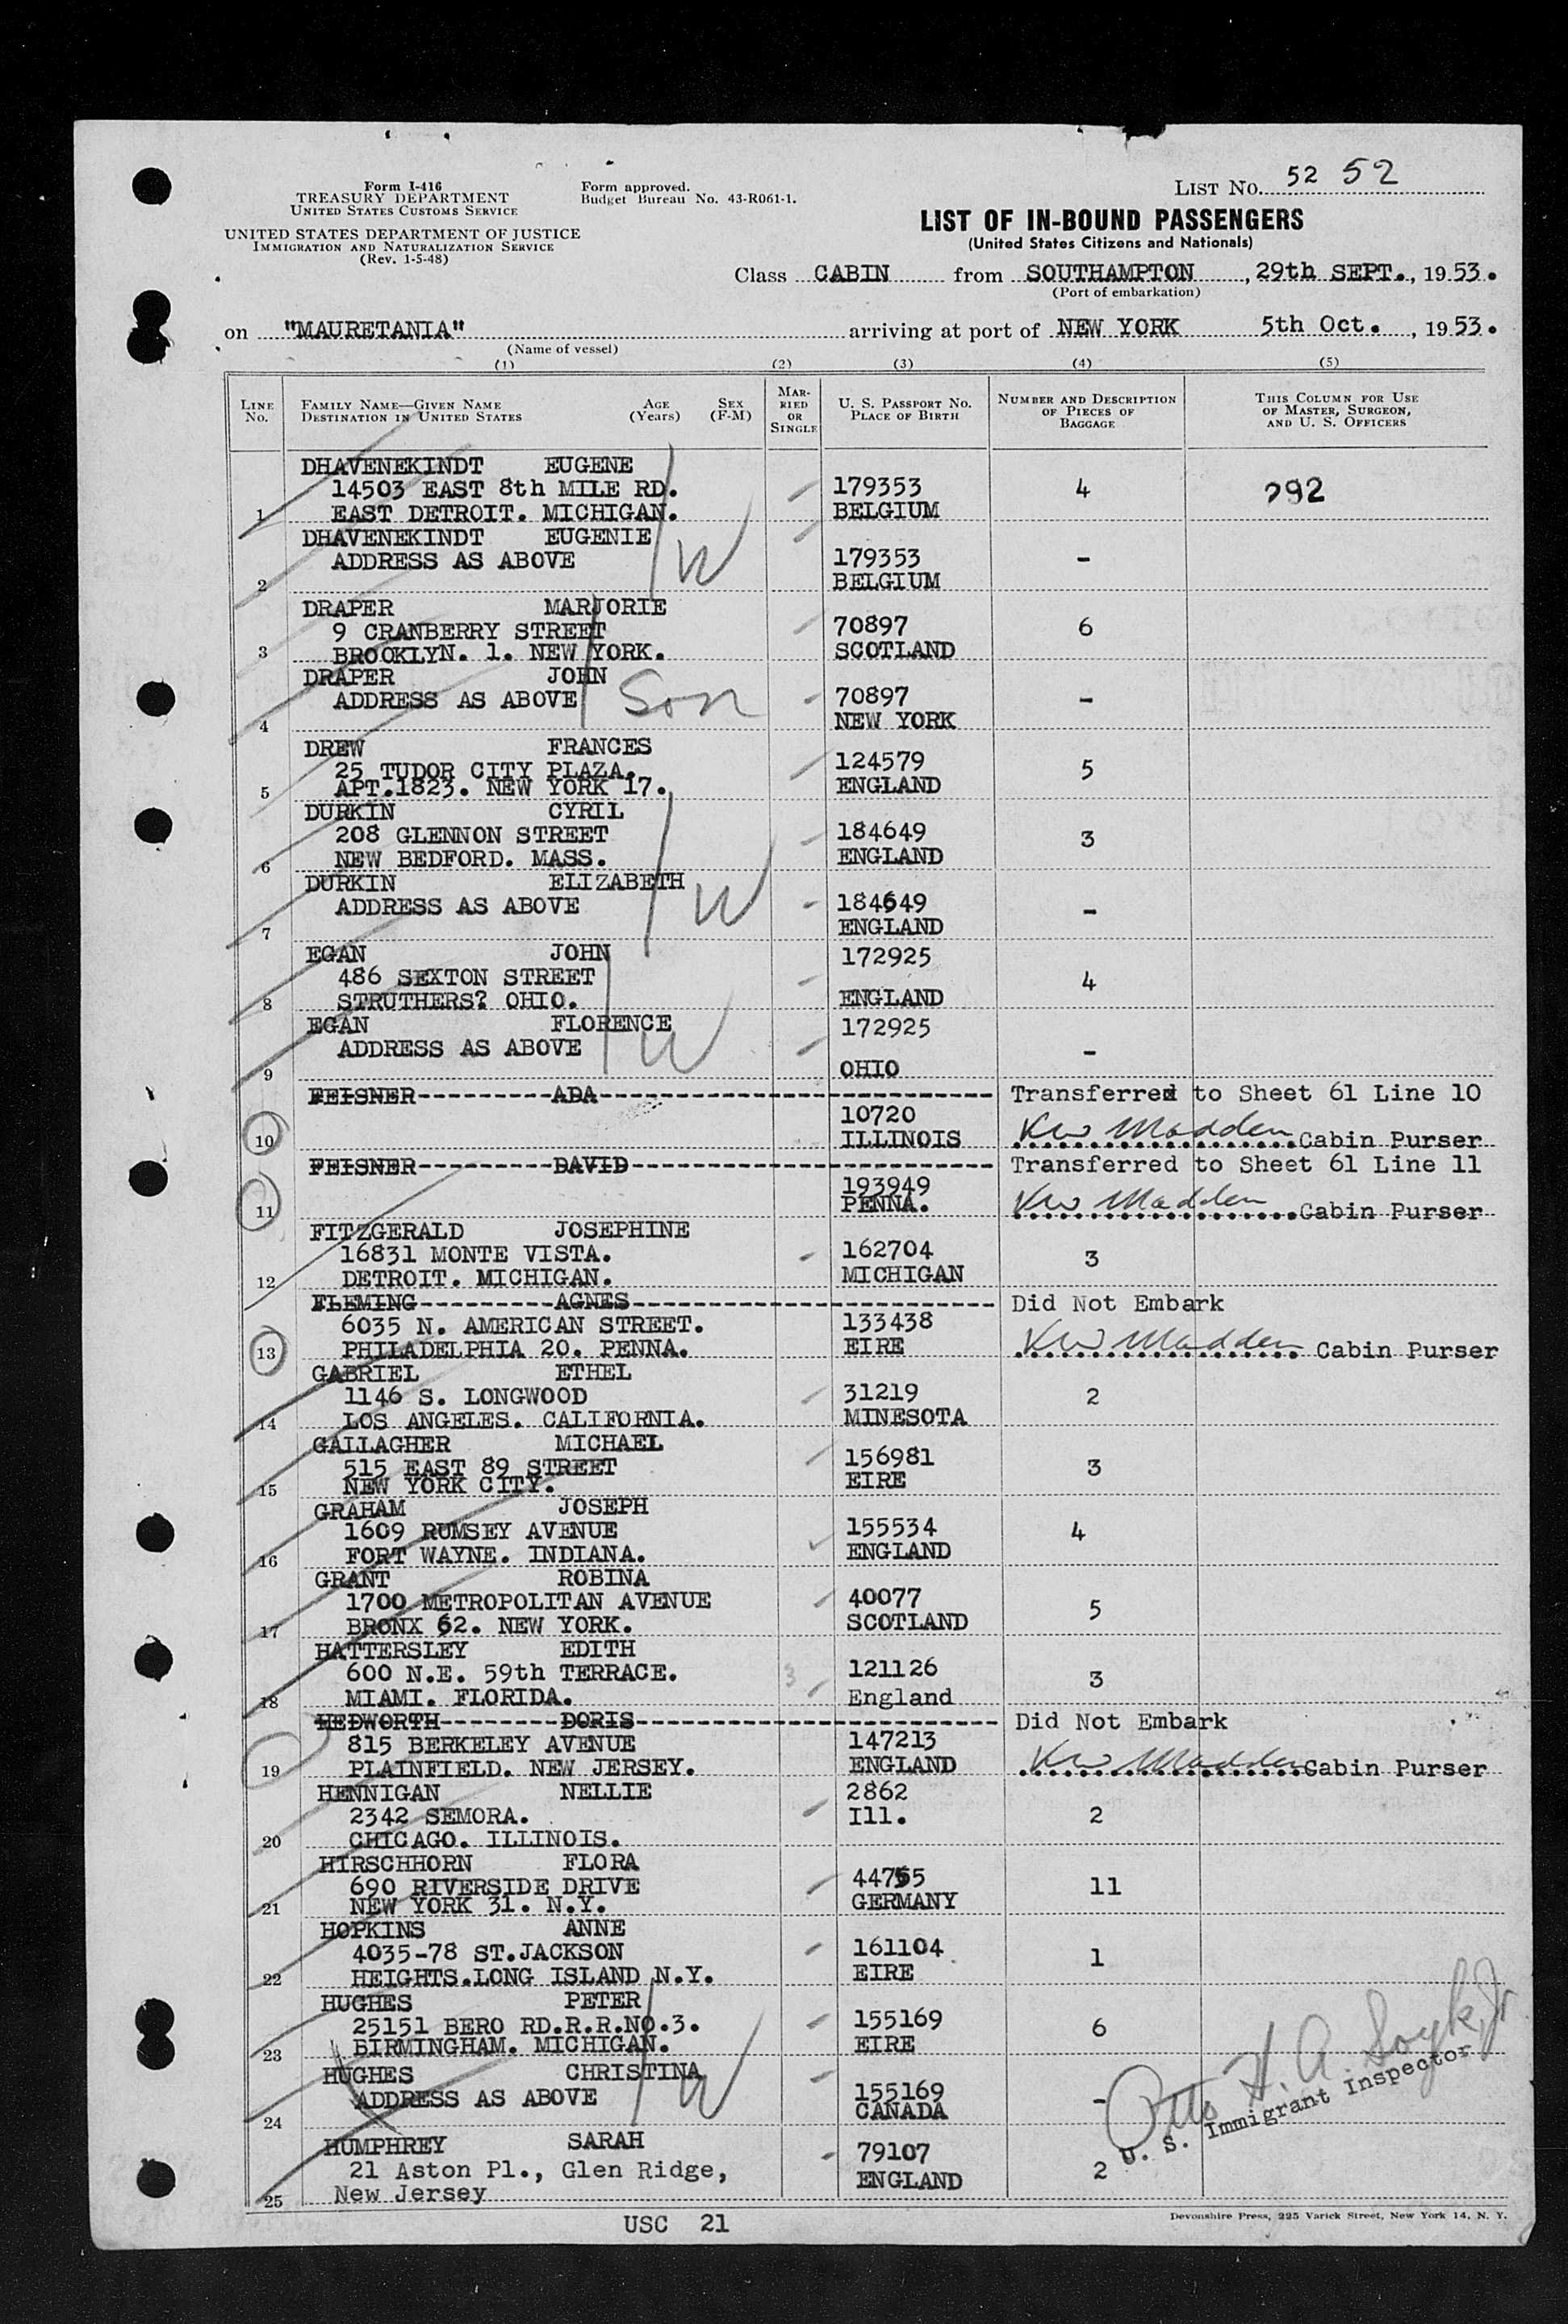 Form I-416
TREASURY DEPARTMENT
UNITED STATES CUSTOMS SERVICE
UNITED STATES DEPARTMENT OF JUSTICE
IMMIGRATION AND NATURALIZATION SERVICE
(Rev. 1-5-48)
Form approved.
Budget Bureau No. 43-R061-1.
LIST No. 52 52
LIST OF IN-BOUND PASSENGERS
(United States Citizens and Nationals)
Class CABIN from SOUTHAMPTON, 29th SEPT., 1953.
(Port of embarkation)
on "MAURETANIA" arriving at port of NEW YORK 5th Oct., 1953.
(Name of vessel)
(1) (2) (3) (4) (5)
LINE No.
FAMILY NAME—GIVEN NAME
DESTINATION IN UNITED STATES
AGE (Years)
SEX (F-M)
MARRIED OR SINGLE
U. S. PASSPORT No.
PLACE OF BIRTH
NUMBER AND DESCRIPTION OF PIECES OF BAGGAGE
THIS COLUMN FOR USE OF MASTER, SURGEON, AND U. S. OFFICERS
DHAVENEKINDT EUGENE
14503 EAST 8th MILE RD. 179353 4 292
1 EAST DETROIT. MICHIGAN. BELGIUM
DHAVENEKINDT EUGENIE
ADDRESS AS ABOVE W 179353 -
2 BELGIUM
DRAPER MARJORIE
9 CRANBERRY STREET 70897 6
3 BROOKLYN. 1. NEW YORK. SCOTLAND
DRAPER JOHN
ADDRESS AS ABOVE Son 70897 -
4 NEW YORK
DREW FRANCES
25 TUDOR CITY PLAZA. 124579 5
5 APT.1823. NEW YORK 17. ENGLAND
DURKIN CYRIL
208 GLENNON STREET 184649 3
6 NEW BEDFORD. MASS. ENGLAND
DURKIN ELIZABETH
ADDRESS AS ABOVE W 184649 -
7 ENGLAND
EGAN JOHN 172925
486 SEXTON STREET 4
8 STRUTHERS? OHIO. ENGLAND
EGAN FLORENCE 172925
ADDRESS AS ABOVE W -
9 OHIO
FEISNER----------ADA Transferred to Sheet 61 Line 10
10720
10 ILLINOIS KW Madden Cabin Purser
FEISNER----------DAVID Transferred to Sheet 61 Line 11
193949
11 PENNA. KW Madden Cabin Purser
FITZGERALD JOSEPHINE
16831 MONTE VISTA. 162704 3
12 DETROIT. MICHIGAN. MICHIGAN
FLEMING----------AGNES Did Not Embark
6035 N. AMERICAN STREET. 133438
13 PHILADELPHIA 20. PENNA. EIRE KW Madden Cabin Purser
GABRIEL ETHEL
1146 S. LONGWOOD 31219 2
14 LOS ANGELES. CALIFORNIA. MINESOTA
GALLAGHER MICHAEL
515 EAST 89 STREET 156981 3
15 NEW YORK CITY. EIRE
GRAHAM JOSEPH
1609 RUMSEY AVENUE 155534 4
16 FORT WAYNE. INDIANA. ENGLAND
GRANT ROBINA
1700 METROPOLITAN AVENUE 40077 5
17 BRONX 62. NEW YORK. SCOTLAND
HATTERSLEY EDITH
600 N.E. 59th TERRACE. 3 121126 3
18 MIAMI. FLORIDA. England
HEDWORTH--------DORIS Did Not Embark
815 BERKELEY AVENUE 147213
19 PLAINFIELD. NEW JERSEY. ENGLAND KW Madden Cabin Purser
HENNIGAN NELLIE 2862
2342 SEMORA. Ill. 2
20 CHICAGO. ILLINOIS.
HIRSCHHORN FLORA
690 RIVERSIDE DRIVE 44755 11
21 NEW YORK 31. N.Y. GERMANY
HOPKINS ANNE
4035-78 ST.JACKSON 161104 1
22 HEIGHTS.LONG ISLAND N.Y. EIRE
HUGHES PETER
25151 BERO RD.R.R.NO.3. 155169 6
23 BIRMINGHAM. MICHIGAN. EIRE
HUGHES CHRISTINA
ADDRESS AS ABOVE W 155169 -
24 CANADA
Otto H. A. Soyk, Jr
U. S. Immigrant Inspector
HUMPHREY SARAH 79107
21 Aston Pl., Glen Ridge, ENGLAND 2
25 New Jersey
USC 21
Devonshire Press, 225 Varick Street, New York 14, N. Y.